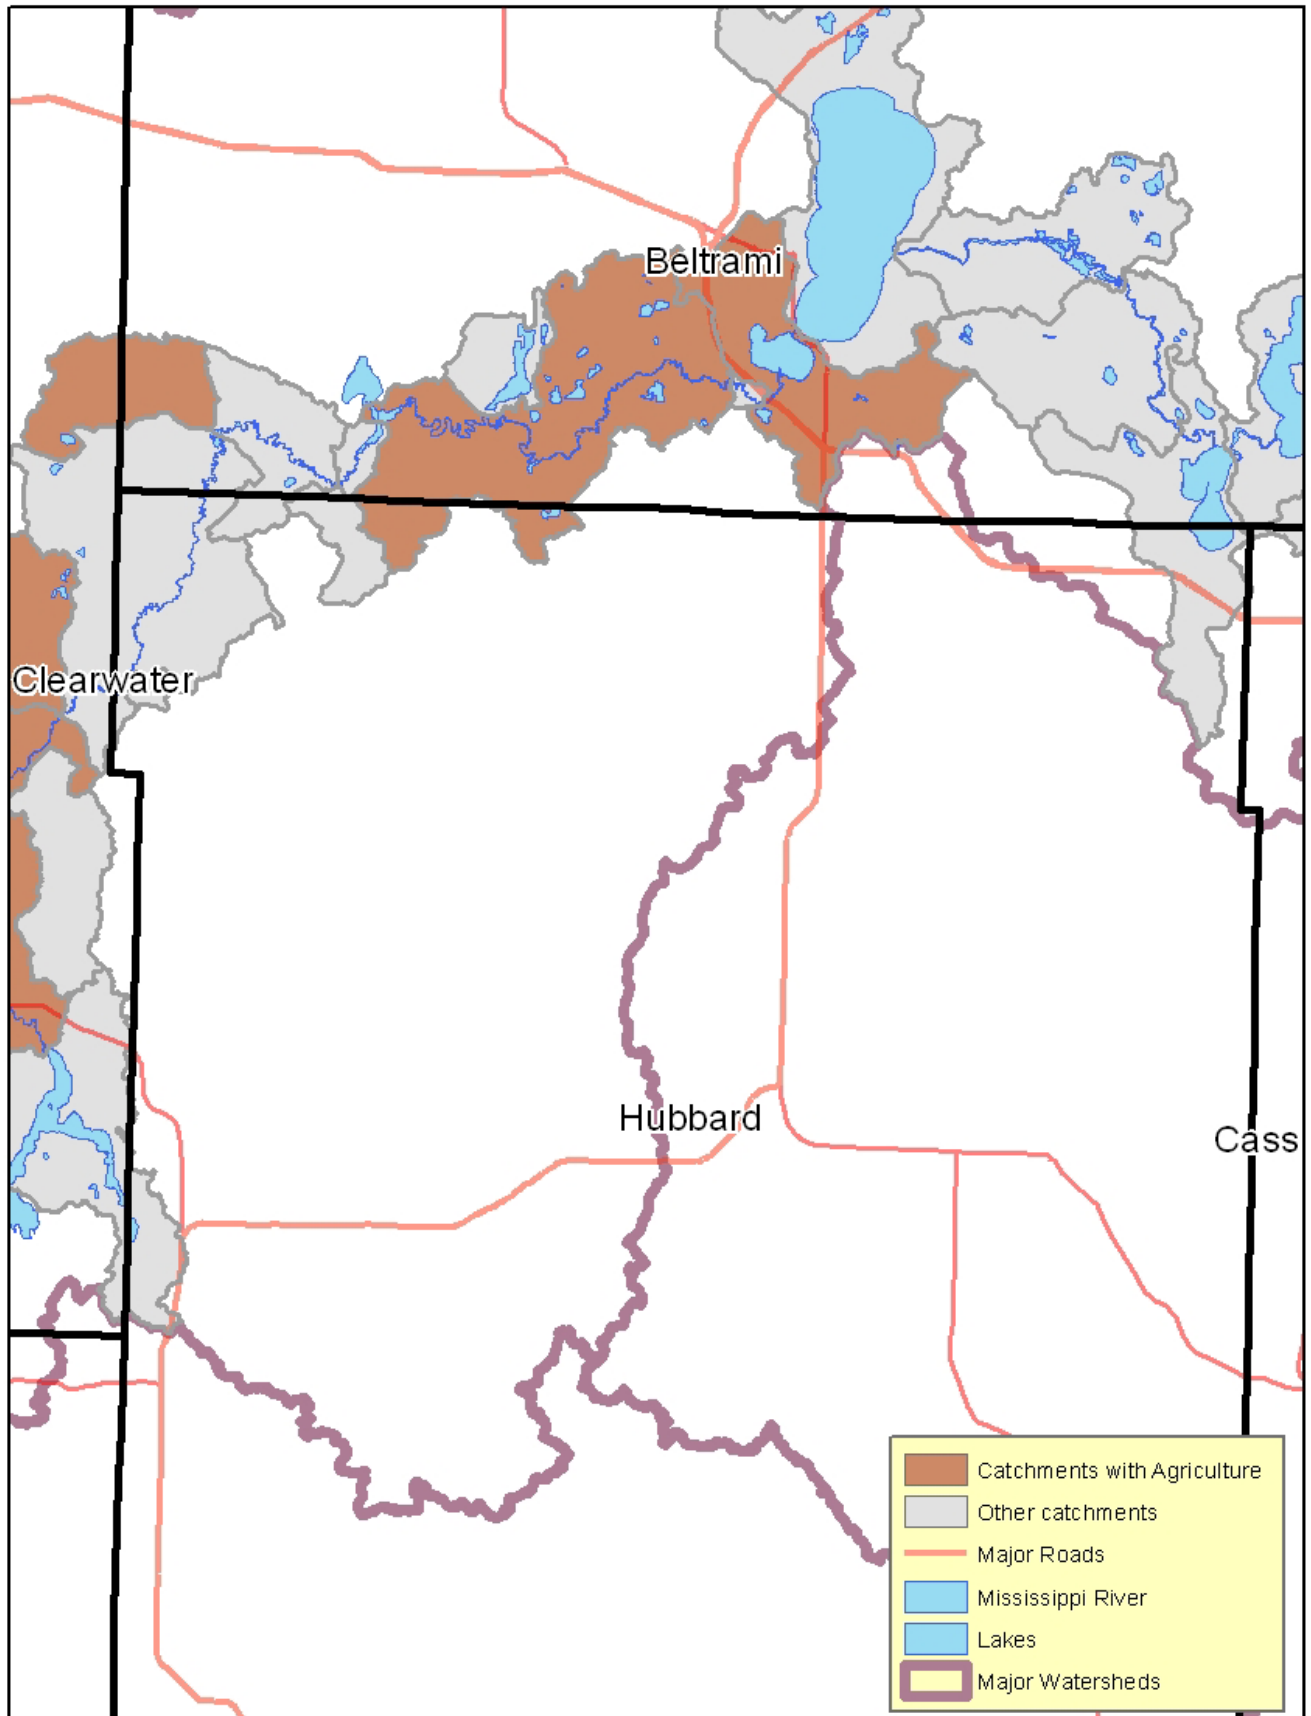 Beltrami
Clearwater
Hubbard
Cass
Catchments with Agriculture
Other catchments
Major Roads
Mississippi River
Lakes
Major Watersheds